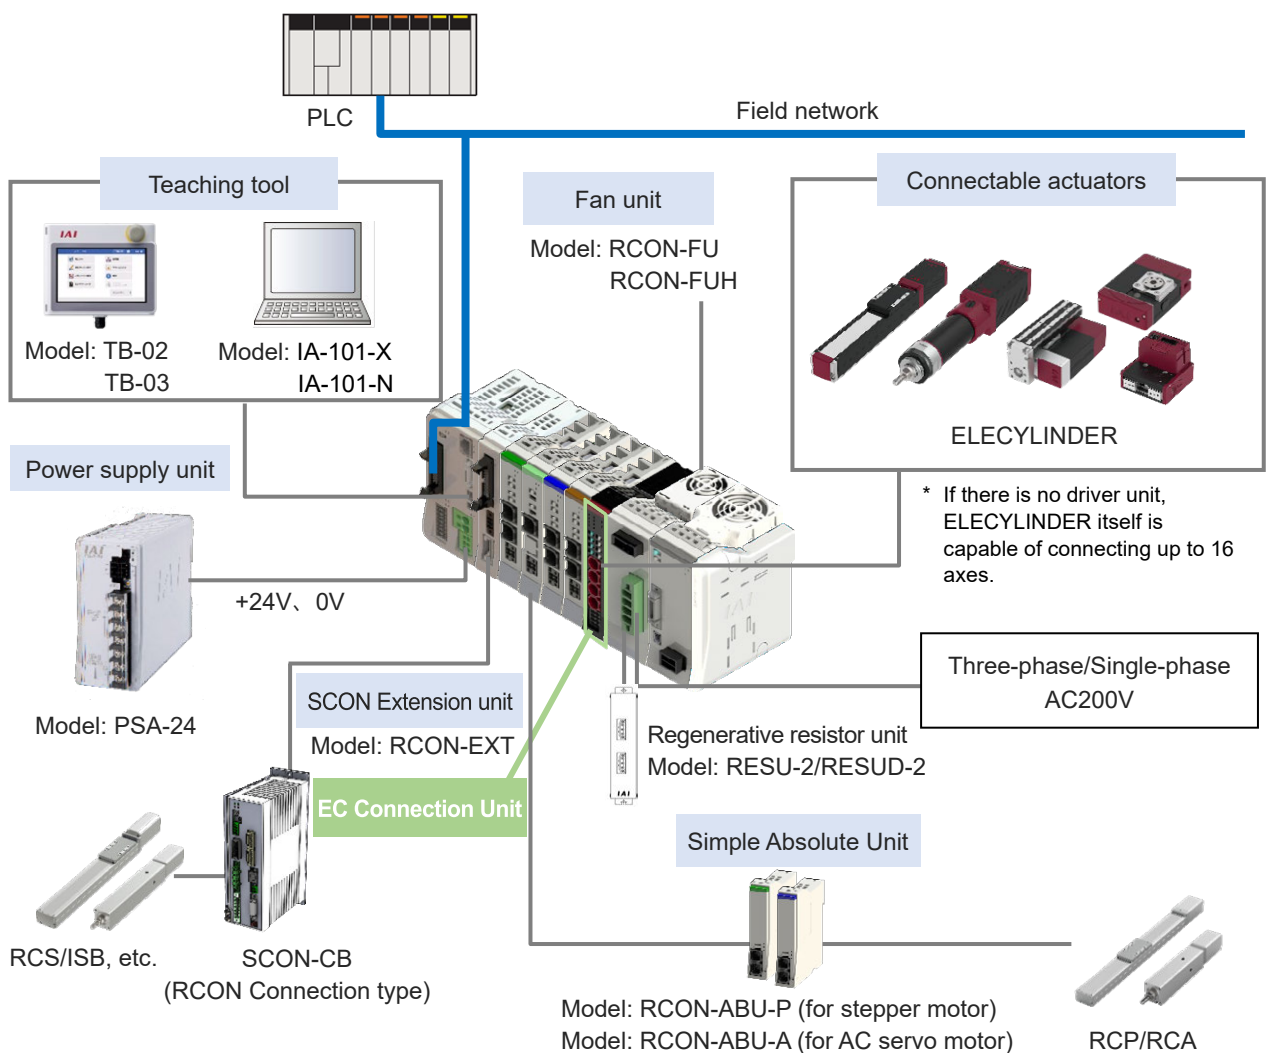 PLC
Field network
Teaching tool
IAI
Model: TB-02
TB-03
Model: IA-101-X
IA-101-N
Fan unit
Model: RCON-FU
RCON-FUH
Connectable actuators
ELECYLINDER
* If there is no driver unit,
ELECYLINDER itself is
capable of connecting up to 16
axes.
Power supply unit
IAI
+24V、0V
Model: PSA-24
IAI
Three-phase/Single-phase
AC200V
SCON Extension unit
Model: RCON-EXT
EC Connection Unit
Regenerative resistor unit
Model: RESU-2/RESUD-2
IAI
Simple Absolute Unit
RCS/ISB, etc.
SCON-CB
(RCON Connection type)
Model: RCON-ABU-P (for stepper motor)
Model: RCON-ABU-A (for AC servo motor)
RCP/RCA